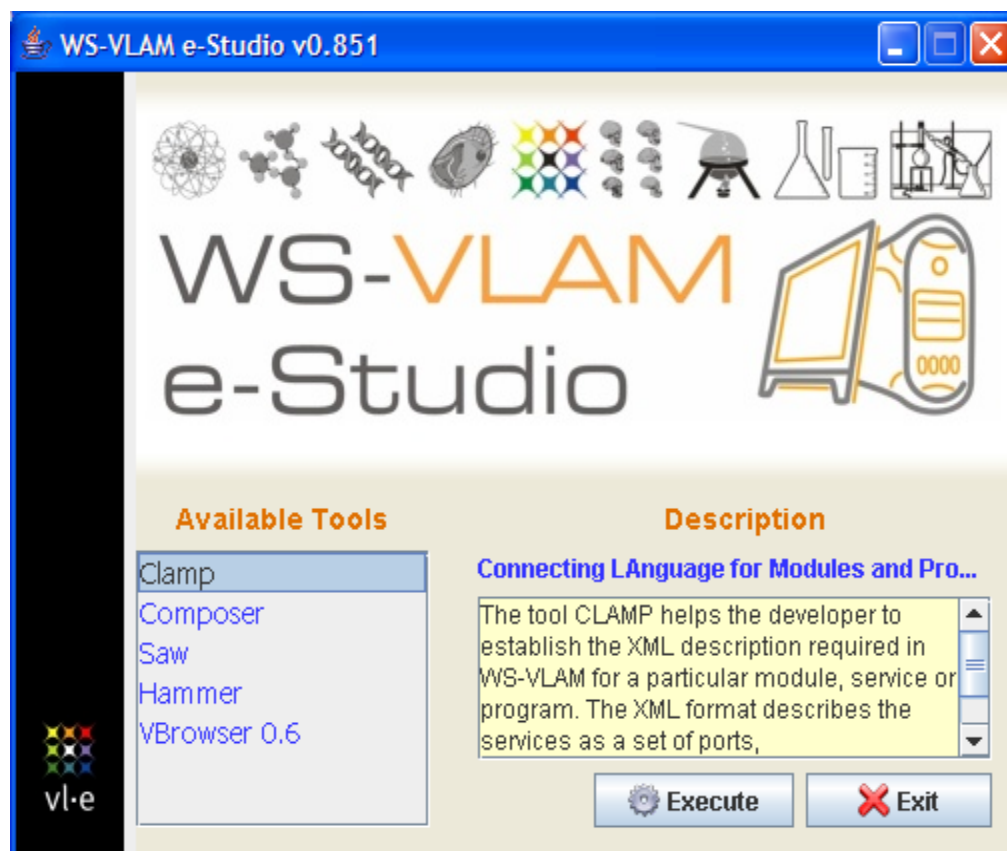 WS-VLAM e-Studio v0.851
WS-VLAM
e-Studio
Available Tools
Clamp
Composer
Saw
Hammer
VBrowser 0.6
Description
Connecting LAnguage for Modules and Pro...
The tool CLAMP helps the developer to
establish the XML description required in
WS-VLAM for a particular module, service or
program. The XML format describes the
services as a set of ports,
Execute
Exit
vl·e